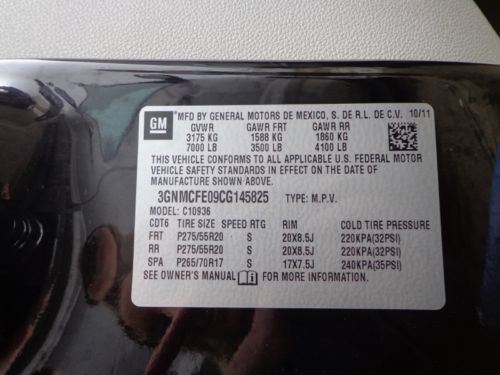 GM
*MFD BY GENERAL MOTORS DE MEXICO, S. DE R.L. DE C.V. 10/11
GVWR GAWR FRT GAWR RR
3175 KG 1588 KG 1860 KG
7000 LB 3500 LB 4100 LB
THIS VEHICLE CONFORMS TO ALL APPLICABLE U.S. FEDERAL MOTOR
VEHICLE SAFETY STANDARDS IN EFFECT ON THE DATE OF
MANUFACTURE SHOWN ABOVE.
3GNMCFE09CG145825 TYPE: M.P.V.
MODEL: C10936
CDT6 TIRE SIZE SPEED RTG RIM COLD TIRE PRESSURE
FRT P275/55R20 S 20X8.5J 220KPA(32PSI)
RR P275/55R20 S 20X8.5J 220KPA(32PSI)
SPA P265/70R17 S 17X7.5J 240KPA(35PSI)
SEE OWNER'S MANUAL FOR MORE INFORMATION.